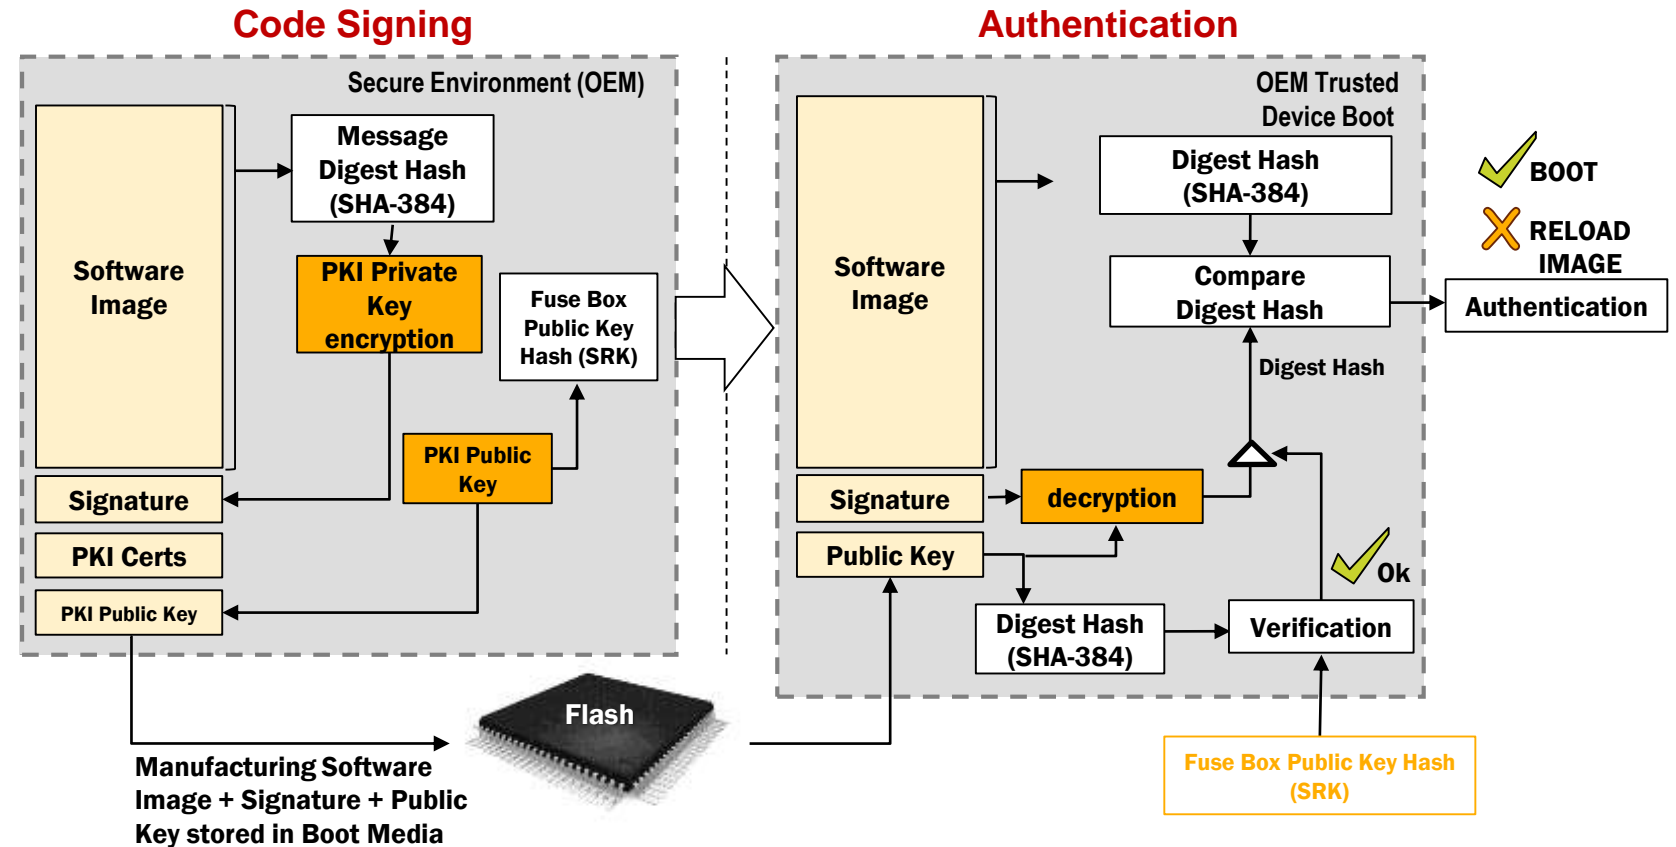 Code Signing
Authentication
Secure Environment (OEM)
Software
Image
Message
Digest Hash
(SHA-384)
PKI Private
Key
encryption
Fuse Box
Public Key
Hash (SRK)
PKI Public
Key
Signature
PKI Certs
PKI Public Key
OEM Trusted
Device Boot
Software
Image
Digest Hash
(SHA-384)
Compare
Digest Hash
Digest Hash
BOOT
RELOAD
IMAGE
Authentication
Signature
decryption
Public Key
Ok
Digest Hash
(SHA-384)
Verification
Flash
Fuse Box Public Key Hash
(SRK)
Manufacturing Software
Image + Signature + Public
Key stored in Boot Media